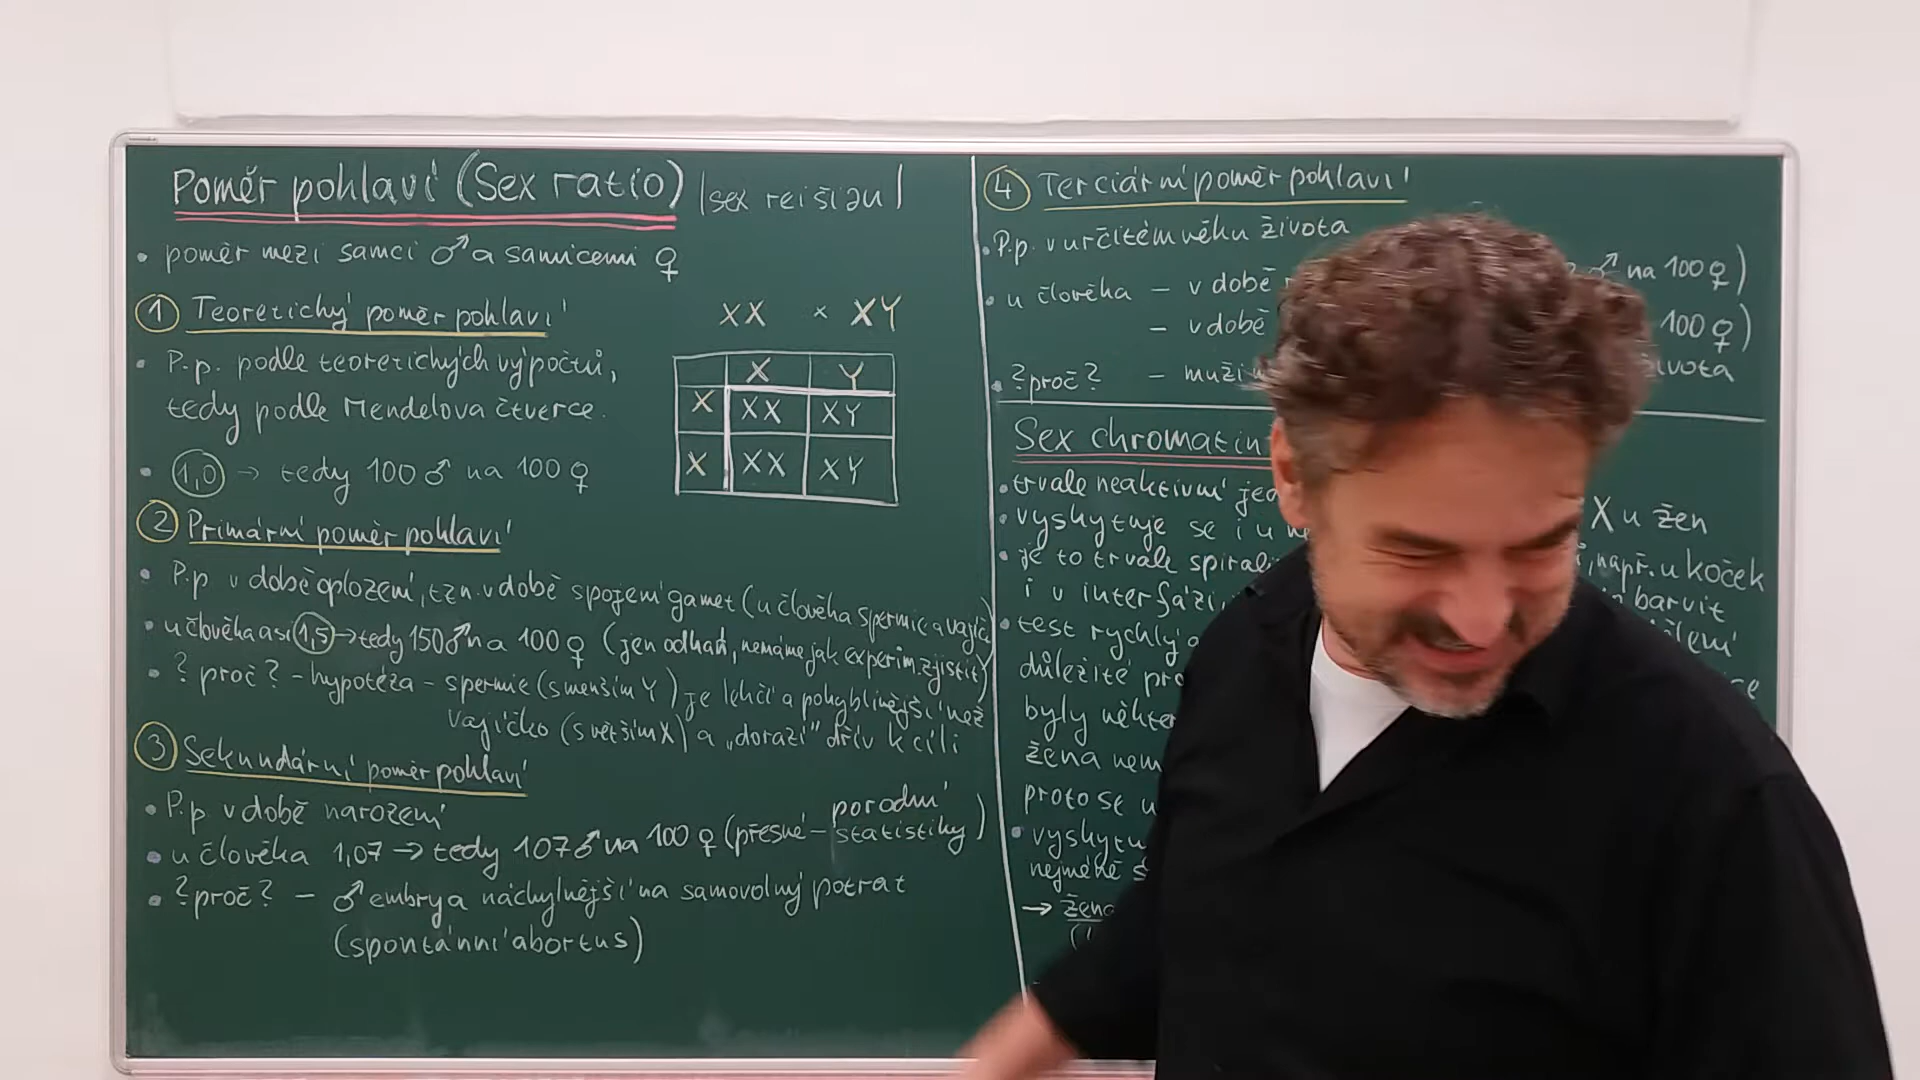 Poměr pohlaví (Sex ratio) |sex reišiəu|
• poměr mezi samci ♂ a samicemi ♀
① Teoretický poměr pohlaví
• P.p. podle teoretických výpočtů,
tedy podle Mendelova čtverce.
• 1,0 → tedy 100 ♂ na 100 ♀
XX × XY
X Y
X XX XY
X XX XY
② Primární poměr pohlaví
• P.p v době oplození, tzn. v době spojení gamet (u člověka spermie a vajíč
• u člověka asi 1,5 → tedy 150 ♂ na 100 ♀ (jen odhad, nemáme jak experim. zjistit)
• ? proč? - hypotéza - spermie (s menším Y) je lehčí a pohyblivější než
vajíčko (s větším X) a „dorazí" dřív k cíli
③ Sekundární poměr pohlaví
• P.p v době narození
• u člověka 1,07 → tedy 107 ♂ na 100 ♀ (přesné - porodní statistiky)
• ? proč? - ♂ embrya náchylnější na samovolný potrat
(spontánní abortus)
④ Terciární poměr pohlaví
• P.p. v určitém věku života
• u člověka - v době ♂ na 100 ♀)
- v době 100 ♀)
• ? proč? - muži života
Sex chromatin
• trvale neaktivní X u žen
• vyskytuje se i u např. u koček
• je to trvale barvit
i v interfázi,
• test rychlý
důležité
byly
žena
proto se
•
nejméně
→ žena